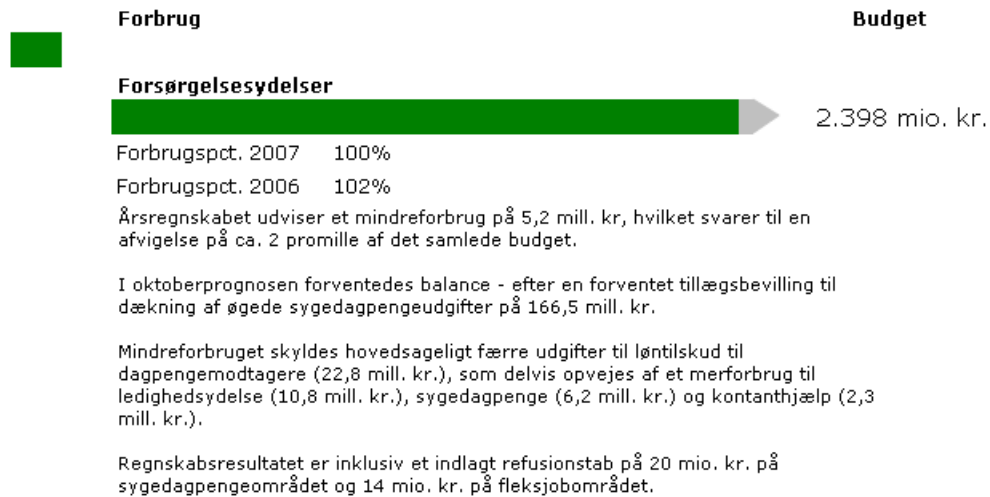 Forbrug Budget
Forsørgelsesydelser
2.398 mio. kr.
Forbrugspct. 2007 100%
Forbrugspct. 2006 102%
Årsregnskabet udviser et mindreforbrug på 5,2 mill. kr, hvilket svarer til en
afvigelse på ca. 2 promille af det samlede budget.
I oktoberprognosen forventedes balance - efter en forventet tillægsbevilling til
dækning af øgede sygedagpengeudgifter på 166,5 mill. kr.
Mindreforbruget skyldes hovedsageligt færre udgifter til løntilskud til
dagpengemodtagere (22,8 mill. kr.), som delvis opvejes af et merforbrug til
ledighedsydelse (10,8 mill. kr.), sygedagpenge (6,2 mill. kr.) og kontanthjælp (2,3
mill. kr.).
Regnskabsresultatet er inklusiv et indlagt refusionstab på 20 mio. kr. på
sygedagpengeområdet og 14 mio. kr. på fleksjobområdet.